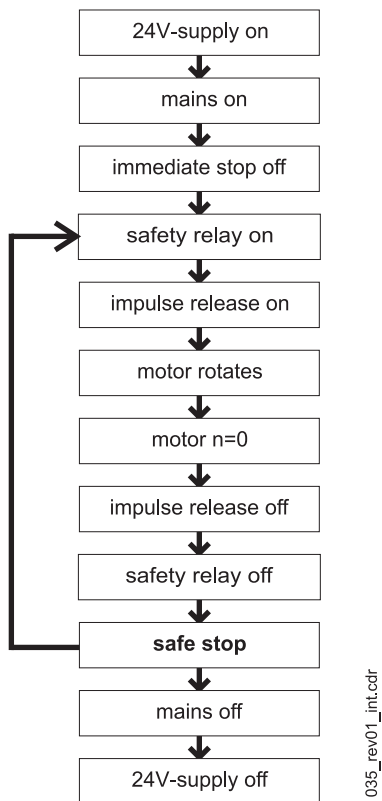 24V-supply on
mains on
immediate stop off
safety relay on
impulse release on
motor rotates
motor n=0
impulse release off
safety relay off
safe stop
mains off
24V-supply off
035_rev01_int.cdr